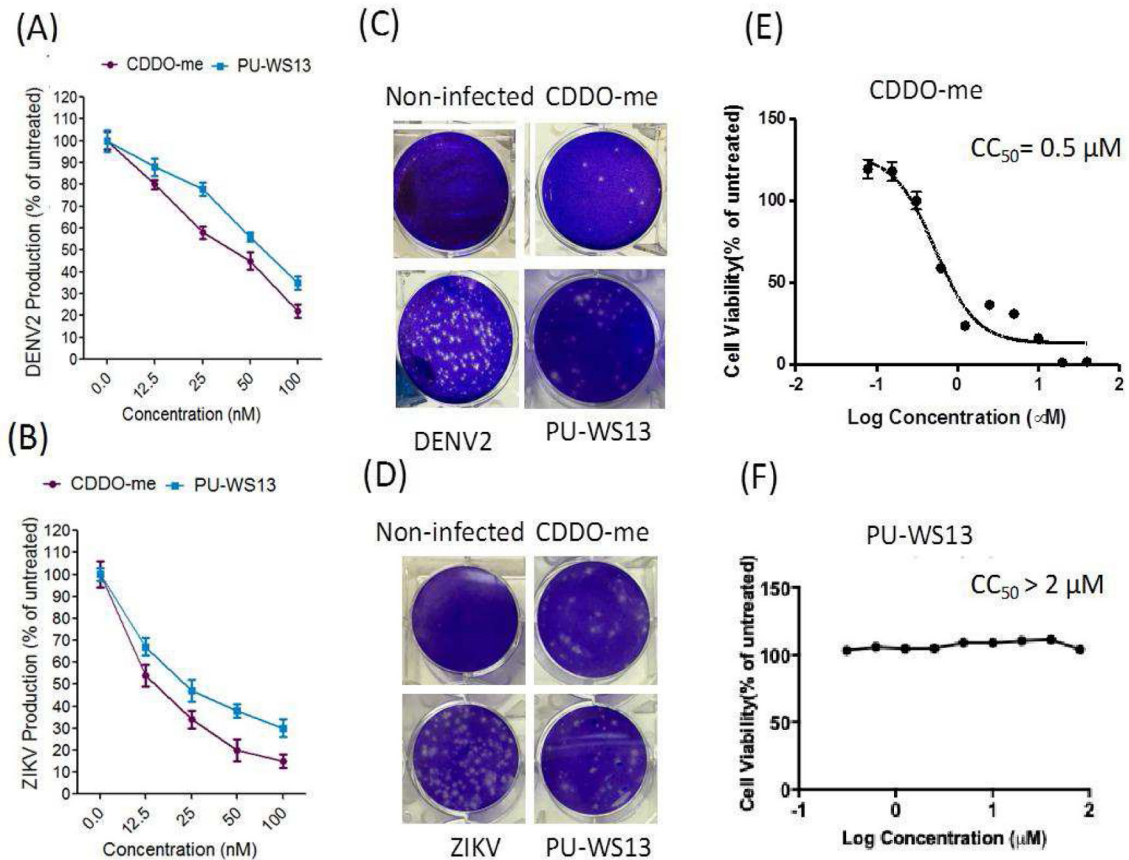 (A)
CDDO-me PU-WS13
DENV2 Production (% of untreated)
120
110
100
90
80
70
60
50
40
30
20
10
0
0.0 12.5 25 50 100
Concentration (nM)
(B)
CDDO-me PU-WS13
ZIKV Production (% of untreated)
120
110
100
90
80
70
60
50
40
30
20
10
0
0.0 12.5 25 50 100
Concentration (nM)
(C)
Non-infected CDDO-me
DENV2 PU-WS13
(D)
Non-infected CDDO-me
ZIKV PU-WS13
(E)
CDDO-me
CC50= 0.5 µM
Cell Viability(% of untreated)
150
100
50
0
-2 -1 0 1 2
Log Concentration (∝M)
(F)
PU-WS13
CC50 > 2 µM
Cell Viability(% of untreated)
150
100
50
0
-1 0 1 2
Log Concentration (µM)